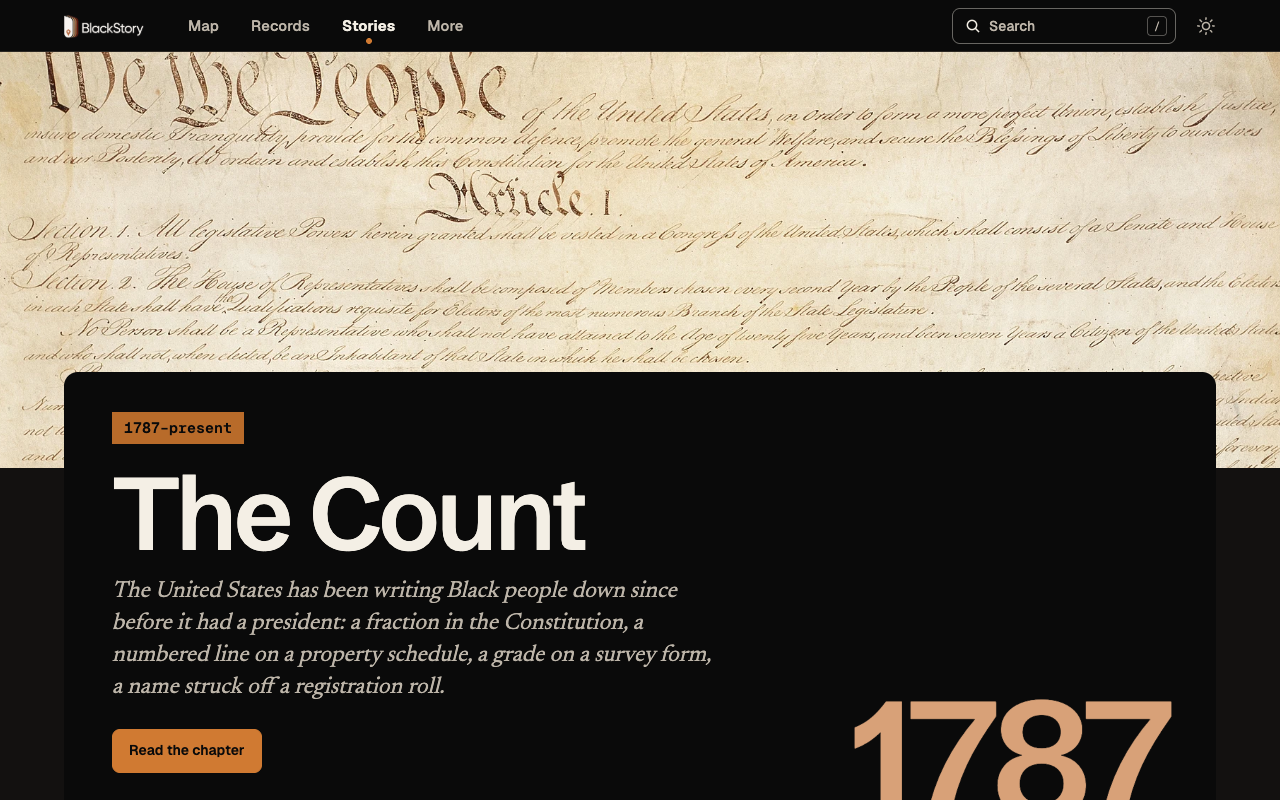 BlackStory
Map
Records
Stories
More
Search
/
We the People of the United States, in Order to form a more perfect Union, establish Justice,
insure domestic Tranquility, provide for the common defence, promote the general Welfare, and secure the Blessings of Liberty to ourselves
and our Posterity, do ordain and establish this Constitution for the United States of America.
Article. I.
Section. 1. All legislative Powers herein granted shall be vested in a Congress of the United States, which shall consist of a Senate and House
of Representatives.
Section. 2. The House of Representatives shall be composed of Members chosen every second Year by the People of the several States, and the Electors
in each State shall have the Qualifications requisite for Electors of the most numerous Branch of the State Legislature.
No Person shall be a Representative who shall not have attained to the Age of twenty five Years, and been seven Years a Citizen of the United States,
and who shall not, when elected, be an Inhabitant of that State in which he shall be chosen.
1787–present
The Count
The United States has been writing Black people down since
before it had a president: a fraction in the Constitution, a
numbered line on a property schedule, a grade on a survey form,
a name struck off a registration roll.
Read the chapter
1787